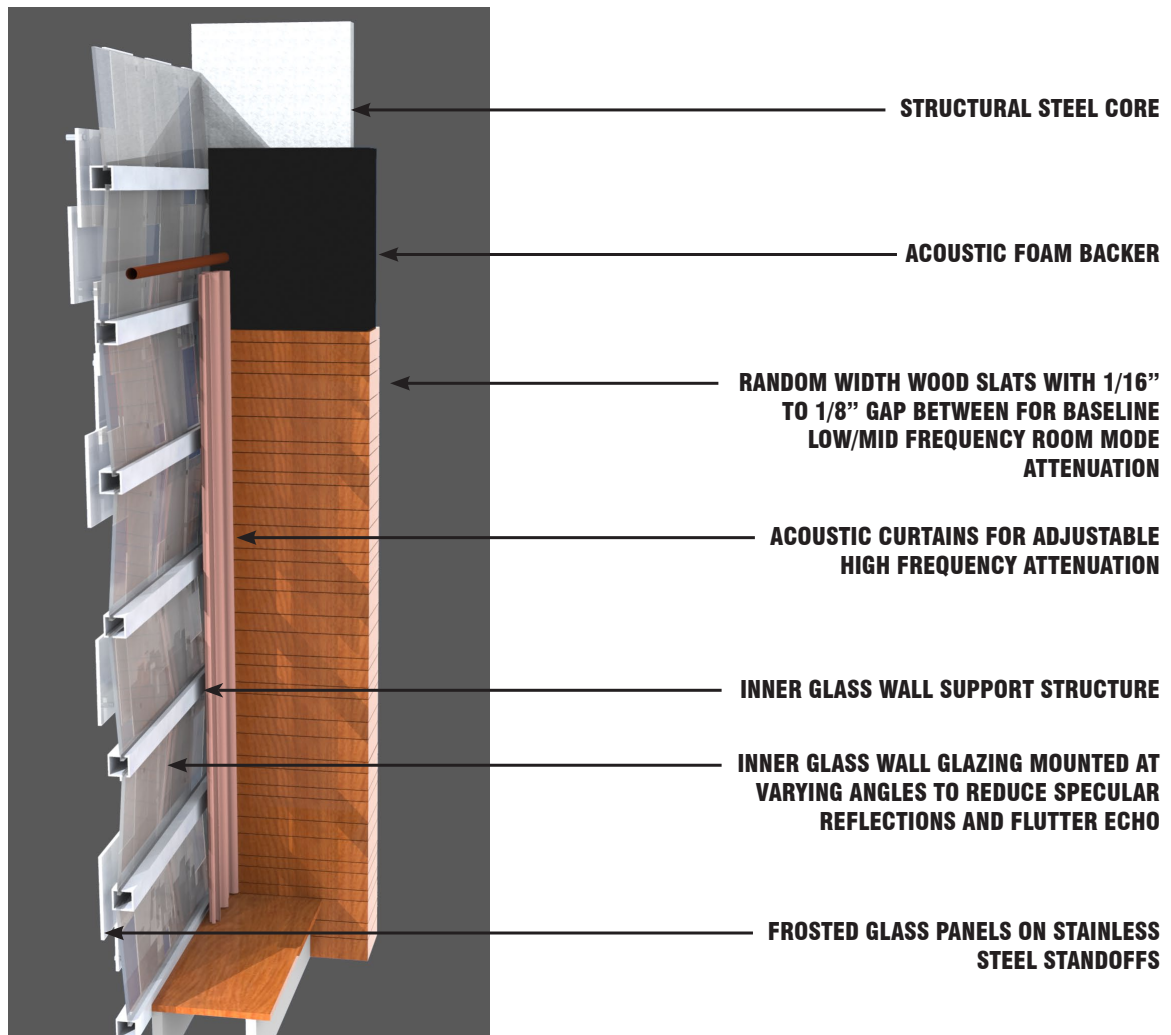 STRUCTURAL STEEL CORE
ACOUSTIC FOAM BACKER
RANDOM WIDTH WOOD SLATS WITH 1/16”
TO 1/8” GAP BETWEEN FOR BASELINE
LOW/MID FREQUENCY ROOM MODE
ATTENUATION
ACOUSTIC CURTAINS FOR ADJUSTABLE
HIGH FREQUENCY ATTENUATION
INNER GLASS WALL SUPPORT STRUCTURE
INNER GLASS WALL GLAZING MOUNTED AT
VARYING ANGLES TO REDUCE SPECULAR
REFLECTIONS AND FLUTTER ECHO
FROSTED GLASS PANELS ON STAINLESS
STEEL STANDOFFS